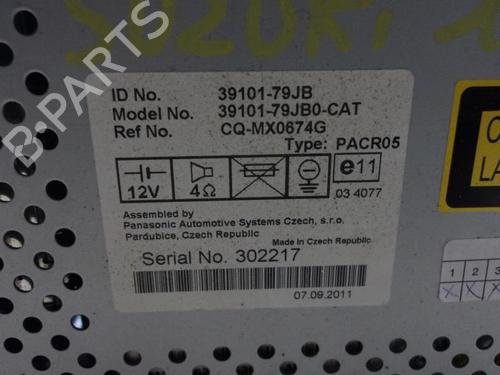 SUZUKI
ID No. 39101-79JB
Model No. 39101-79JB0-CAT
Ref No. CQ-MX0674G
Type: PACR05
12V 4Ω e11
03 4077
Assembled by
Panasonic Automotive Systems Czech, s.r.o.
Pardubice, Czech Republic
Made in Czech Republic
Serial No. 302217
07.09.2011
1 2 3
X X X
B-PARTS